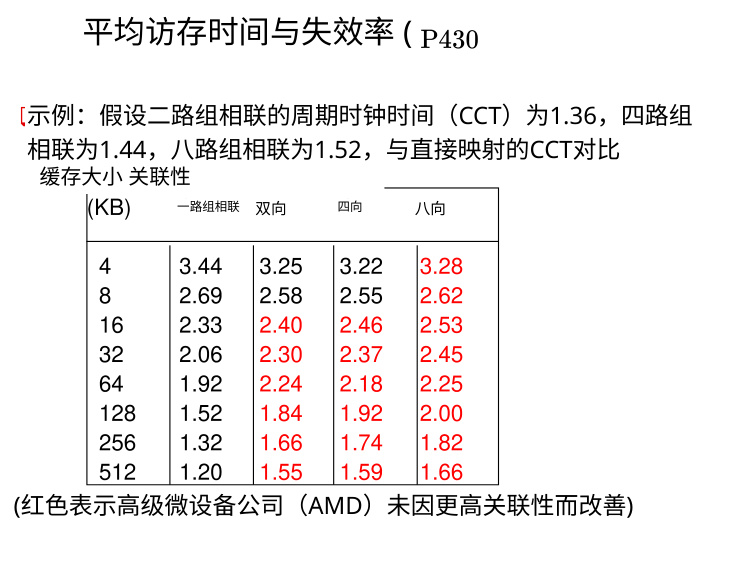 平均访存时间与失效率 ( P430
示例：假设二路组相联的周期时钟时间（CCT）为1.36，四路组
相联为1.44，八路组相联为1.52，与直接映射的CCT对比
缓存大小 关联性
(KB) 一路组相联 双向 四向 八向
4 3.44 3.25 3.22 3.28
8 2.69 2.58 2.55 2.62
16 2.33 2.40 2.46 2.53
32 2.06 2.30 2.37 2.45
64 1.92 2.24 2.18 2.25
128 1.52 1.84 1.92 2.00
256 1.32 1.66 1.74 1.82
512 1.20 1.55 1.59 1.66
(红色表示高级微设备公司（AMD）未因更高关联性而改善)